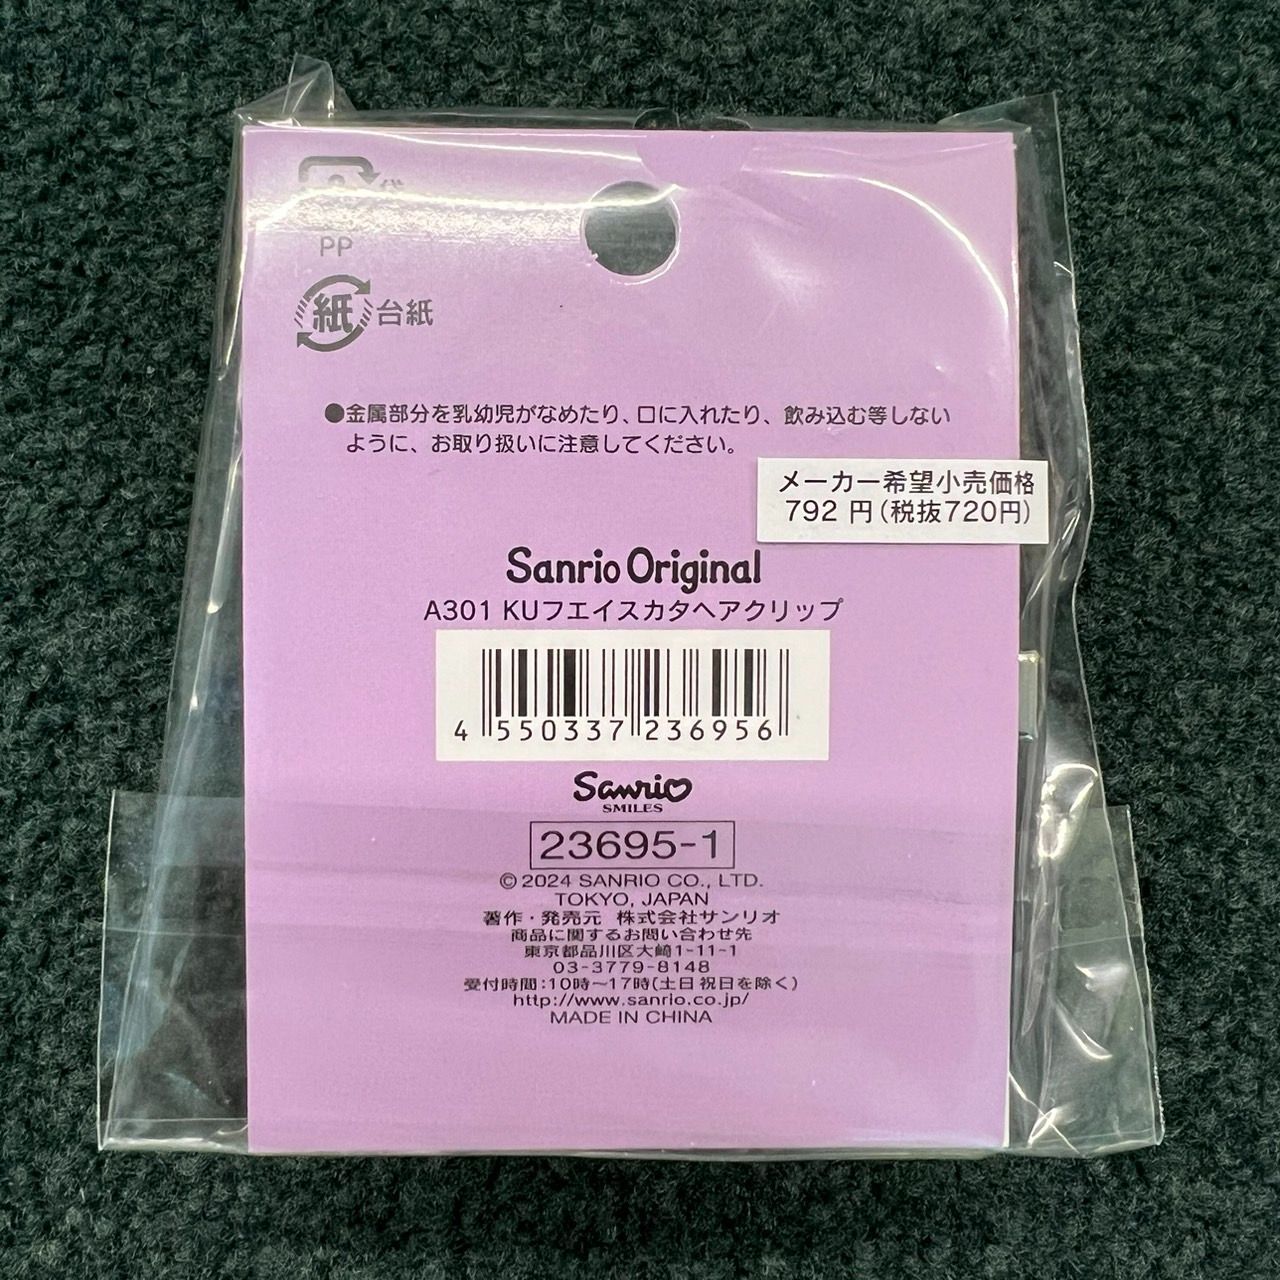 PP
紙 台紙
●金属部分を乳幼児がなめたり、口に入れたり、飲み込む等しない
ように、お取り扱いに注意してください。
メーカー希望小売価格
792 円(税抜720円)
Sanrio Original
A301 KUフエイスカタヘアクリップ
4 550337 236956
Sanrio
SMILES
23695-1
© 2024 SANRIO CO., LTD.
TOKYO, JAPAN
著作・発売元 株式会社サンリオ
商品に関するお問い合わせ先
東京都品川区大崎1-11-1
03-3779-8148
受付時間:10時〜17時(土日祝日を除く)
http://www.sanrio.co.jp/
MADE IN CHINA